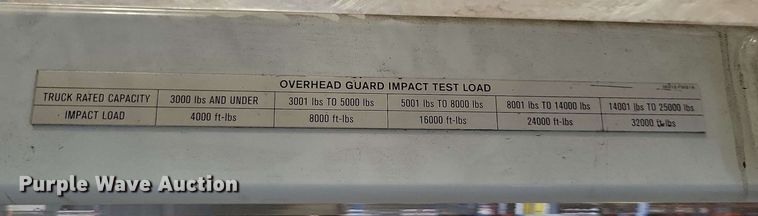 OVERHEAD GUARD IMPACT TEST LOAD
TRUCK RATED CAPACITY 3000 lbs AND UNDER 3001 lbs TO 5000 lbs 5001 lbs TO 8000 lbs 8001 lbs TO 14000 lbs 14001 lbs TO 25000 lbs
IMPACT LOAD 4000 ft-lbs 8000 ft-lbs 16000 ft-lbs 24000 ft-lbs 32000 ft-lbs
Purple Wave Auction